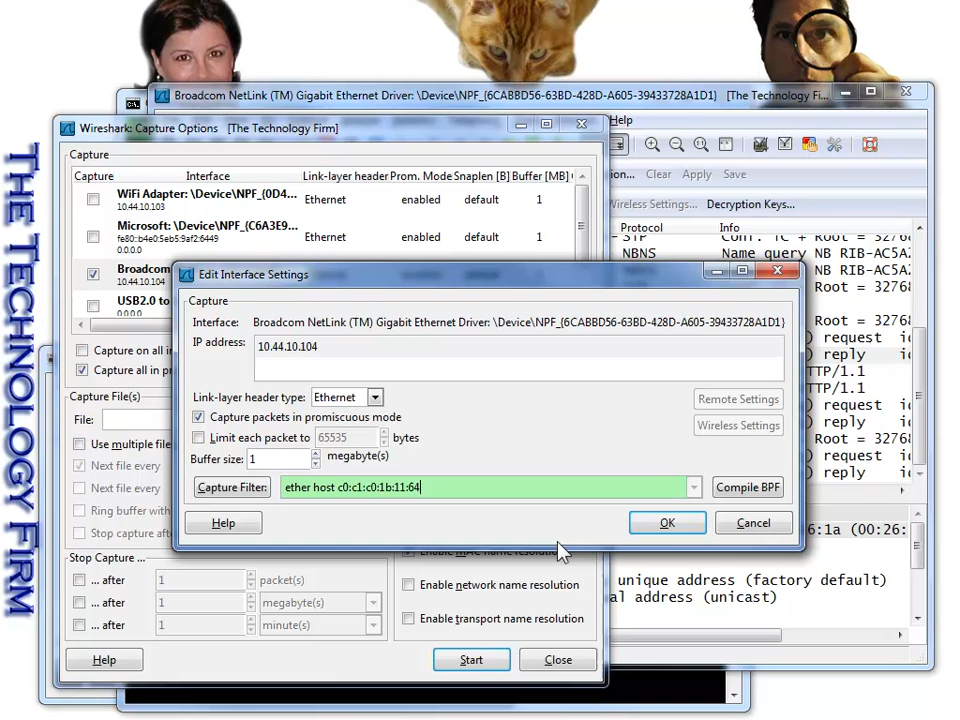 THE TECHNOLOGY FIRM
Broadcom NetLink (TM) Gigabit Ethernet Driver: \Device\NPF_{6CABBD56-63BD-428D-A605-39433728A1D1} [The Technology Fi...
Help
Clear Apply Save
Wireless Settings... Decryption Keys...
Protocol Info
STP Conf. TC + Root = 3276
NBNS Name query NB RIB-AC5A
Root = 3276
Root = 3276
) request
) reply
TTP/1.1
TTP/1.1
) request
) reply
Root = 3276
) request
) reply
unique address (factory default)
al address (unicast)
Wireshark: Capture Options [The Technology Firm]
Capture
Capture Interface Link-layer header Prom. Mode Snaplen [B] Buffer [MB]
WiFi Adapter: \Device\NPF_{0D4... Ethernet enabled default 1
10.44.10.103
Microsoft: \Device\NPF_{C6A3E9... Ethernet enabled default 1
fe80::b4e0:5eb5:9af2:6449
0.0.0.0
Broadcom
10.44.10.104
USB2.0 to
0.0.0.0
Capture on all in
Capture all in pr
Capture File(s)
File:
Use multiple file
Next file every
Next file every
Ring buffer with
Stop capture afte
Stop Capture ...
... after 1 packet(s)
... after 1 megabyte(s)
... after 1 minute(s)
Enable MAC name resolution
Enable network name resolution
Enable transport name resolution
Help Start Close
Edit Interface Settings
Capture
Interface: Broadcom NetLink (TM) Gigabit Ethernet Driver: \Device\NPF_{6CABBD56-63BD-428D-A605-39433728A1D1}
IP address: 10.44.10.104
Link-layer header type: Ethernet
Capture packets in promiscuous mode
Limit each packet to 65535 bytes
Buffer size: 1 megabyte(s)
Remote Settings
Wireless Settings
Capture Filter: ether host c0:c1:c0:1b:11:64 Compile BPF
Help OK Cancel